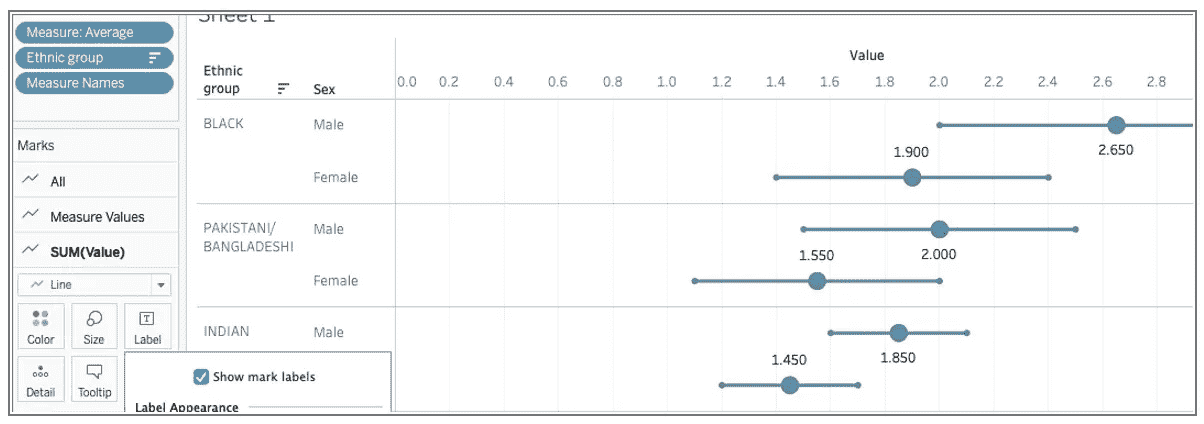 Measure: Average
Ethnic group
Measure Names
Marks
All
Measure Values
SUM(Value)
Line
Color Size Label
Detail Tooltip
Show mark labels
Label Appearance
Sheet 1
Value
Ethnic
group Sex
0.0 0.2 0.4 0.6 0.8 1.0 1.2 1.4 1.6 1.8 2.0 2.2 2.4 2.6 2.8
BLACK Male
2.650
1.900
Female
PAKISTANI/ Male
BANGLADESHI
2.000
1.550
Female
INDIAN Male
1.850
1.450